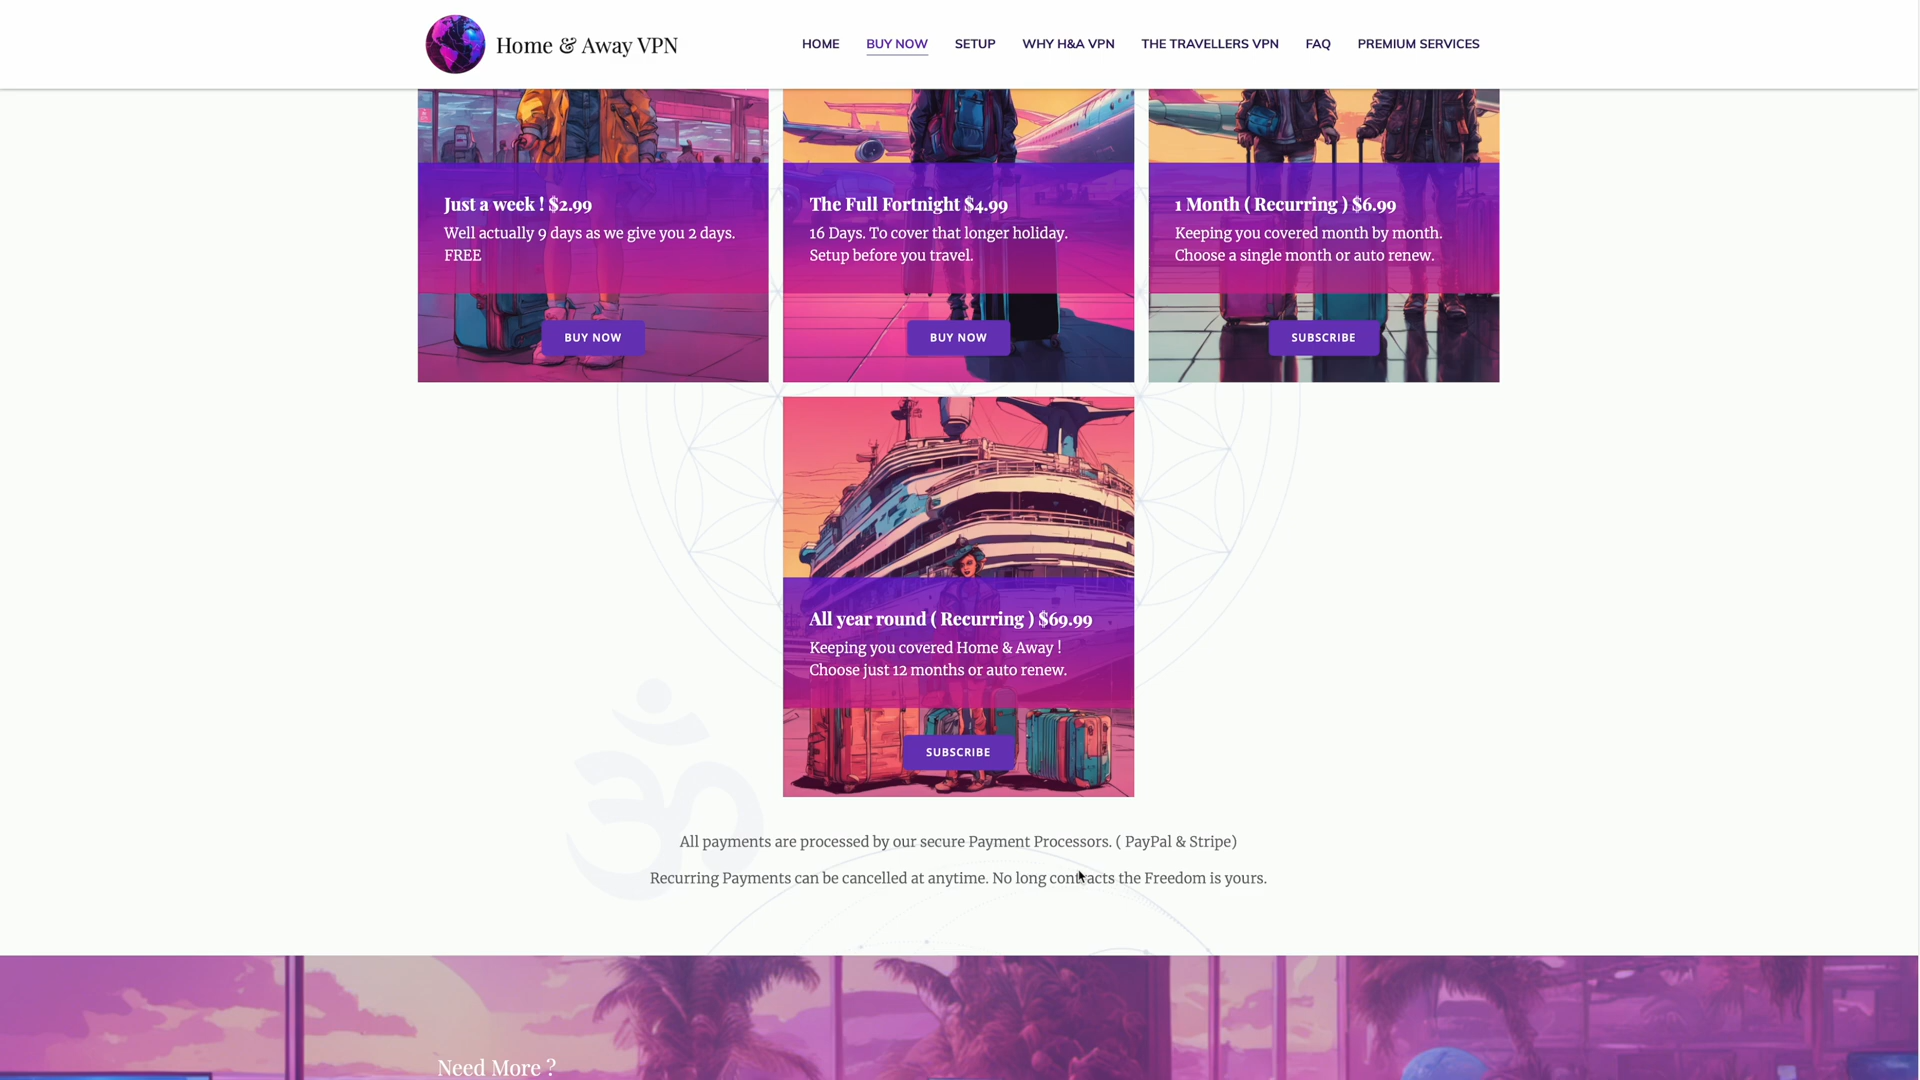 Home & Away VPN
HOME
BUY NOW
SETUP
WHY H&A VPN
THE TRAVELLERS VPN
FAQ
PREMIUM SERVICES
Just a week ! $2.99
Well actually 9 days as we give you 2 days.
FREE
BUY NOW
The Full Fortnight $4.99
16 Days. To cover that longer holiday.
Setup before you travel.
BUY NOW
1 Month ( Recurring ) $6.99
Keeping you covered month by month.
Choose a single month or auto renew.
SUBSCRIBE
All year round ( Recurring ) $69.99
Keeping you covered Home & Away !
Choose just 12 months or auto renew.
SUBSCRIBE
ॐ
All payments are processed by our secure Payment Processors. ( PayPal & Stripe)
Recurring Payments can be cancelled at anytime. No long contracts the Freedom is yours.
Need More ?